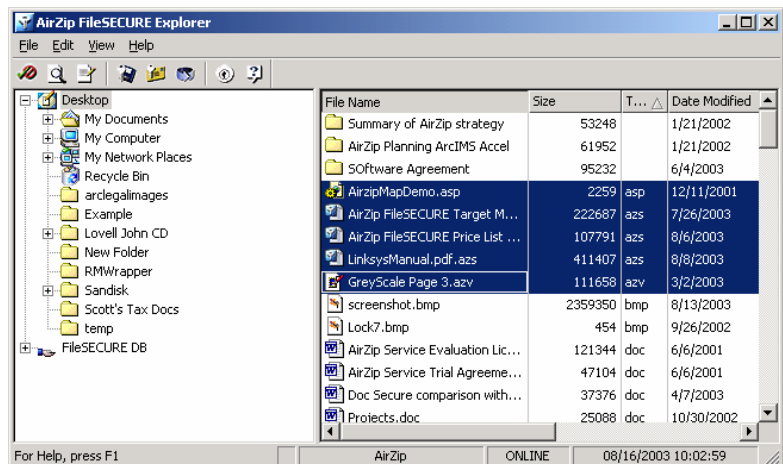 AirZip FileSECURE Explorer
File Edit View Help
Desktop
My Documents
My Computer
My Network Places
Recycle Bin
arclegalimages
Example
Lovell John CD
New Folder
RMWrapper
Sandisk
Scott's Tax Docs
temp
FileSECURE DB
File Name Size T... Date Modified
Summary of AirZip strategy 53248 1/21/2002
AirZip Planning ArcIMS Accel 61952 1/21/2002
SOftware Agreement 95232 6/4/2003
AirzipMapDemo.asp 2259 asp 12/11/2001
AirZip FileSECURE Target M... 222687 azs 7/26/2003
AirZip FileSECURE Price List ... 107791 azs 8/6/2003
LinksysManual.pdf.azs 411407 azs 8/8/2003
GreyScale Page 3.azv 111658 azv 3/2/2003
screenshot.bmp 2359350 bmp 8/13/2003
Lock7.bmp 454 bmp 9/26/2002
AirZip Service Evaluation Lic... 121344 doc 6/6/2001
AirZip Service Trial Agreeme... 47104 doc 6/6/2001
Doc Secure comparison with... 37376 doc 4/7/2003
Projects.doc 25088 doc 10/30/2002
For Help, press F1 AirZip ONLINE 08/16/2003 10:02:59